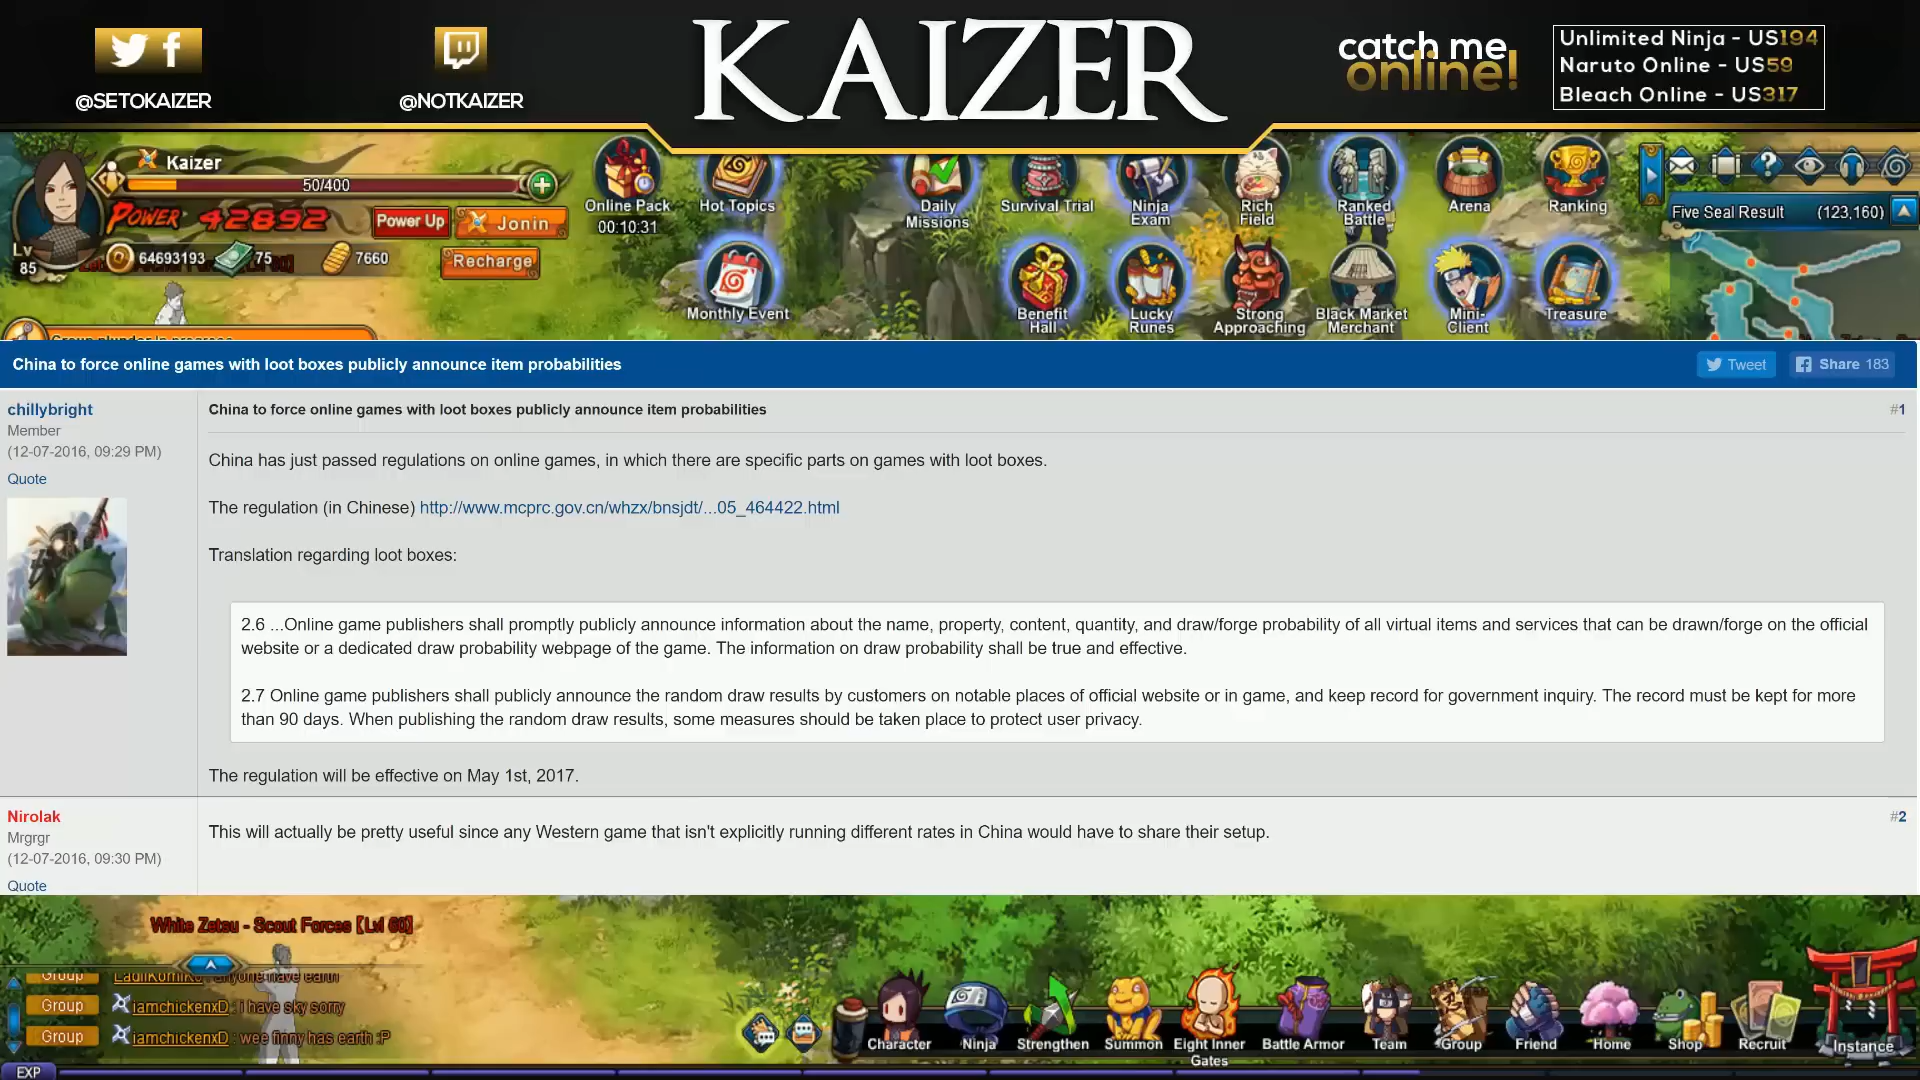 @SETOKAIZER
@NOTKAIZER
KAIZER
catch me
online!
Unlimited Ninja - US194
Naruto Online - US59
Bleach Online - US317
Kaizer
50/400
POWER 42892
Power Up
Jonin
Lv
85
64693193
75
7660
Recharge
Online Pack
00:10:31
Hot Topics
Daily
Missions
Survival Trial
Ninja
Exam
Rich
Field
Ranked
Battle
Arena
Ranking
Five Seal Result (123,160)
Monthly Event
Benefit
Hall
Lucky
Runes
Strong
Approaching
Black Market
Merchant
Mini-
Client
Treasure
China to force online games with loot boxes publicly announce item probabilities
Tweet
Share 183
chillybright
Member
(12-07-2016, 09:29 PM)
Quote
China to force online games with loot boxes publicly announce item probabilities
#1
China has just passed regulations on online games, in which there are specific parts on games with loot boxes.
The regulation (in Chinese) http://www.mcprc.gov.cn/whzx/bnsjdt/...05_464422.html
Translation regarding loot boxes:
2.6 ...Online game publishers shall promptly publicly announce information about the name, property, content, quantity, and draw/forge probability of all virtual items and services that can be drawn/forge on the official
website or a dedicated draw probability webpage of the game. The information on draw probability shall be true and effective.
2.7 Online game publishers shall publicly announce the random draw results by customers on notable places of official website or in game, and keep record for government inquiry. The record must be kept for more
than 90 days. When publishing the random draw results, some measures should be taken place to protect user privacy.
The regulation will be effective on May 1st, 2017.
Nirolak
Mrgrgr
(12-07-2016, 09:30 PM)
Quote
This will actually be pretty useful since any Western game that isn't explicitly running different rates in China would have to share their setup.
#2
White Zetsu - Scout Forces [Lvl 60]
Group anyone have earth
Group iamchickenxD : i have sky sorry
Group iamchickenxD : wee finny has earth :P
Character
Ninja
Strengthen
Summon
Eight Inner
Gates
Battle Armor
Team
Group
Friend
Home
Shop
Recruit
Instance
EXP